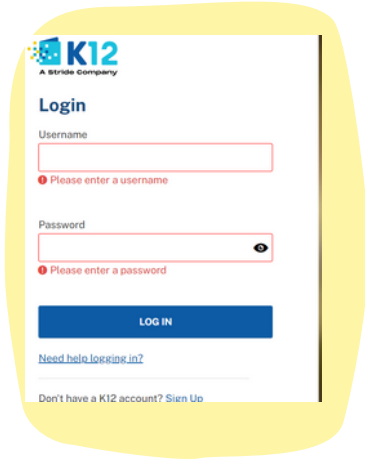 K12
A Stride Company
Login
Username
Please enter a username
Password
Please enter a password
LOG IN
Need help logging in?
Don't have a K12 account? Sign Up